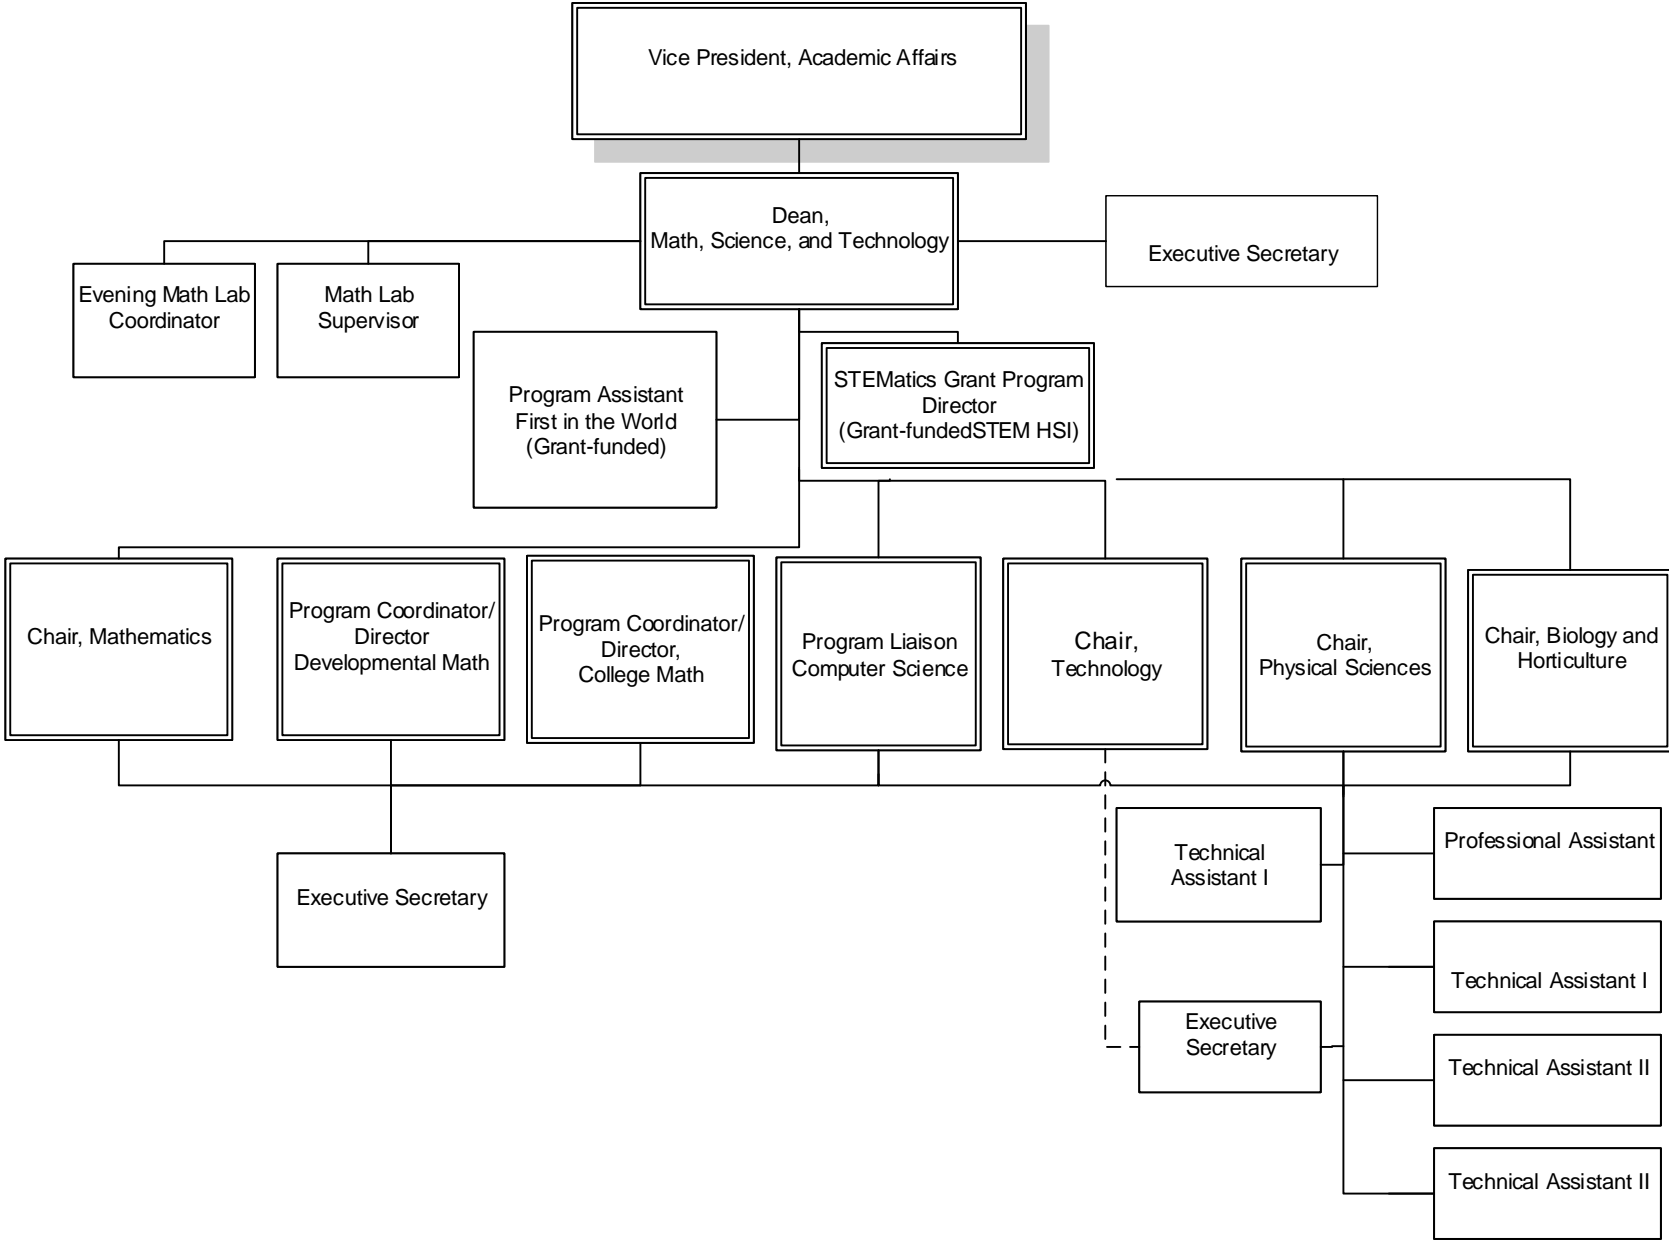 Vice President, Academic Affairs
Dean,
Math, Science, and Technology
Executive Secretary
Evening Math Lab
Coordinator
Math Lab
Supervisor
Program Assistant
First in the World
(Grant-funded)
STEMatics Grant Program
Director
(Grant-fundedSTEM HSI)
Chair, Mathematics
Program Coordinator/
Director
Developmental Math
Program Coordinator/
Director,
College Math
Program Liaison
Computer Science
Chair,
Technology
Chair,
Physical Sciences
Chair, Biology and
Horticulture
Executive Secretary
Technical
Assistant I
Professional Assistant
Technical Assistant I
Executive
Secretary
Technical Assistant II
Technical Assistant II